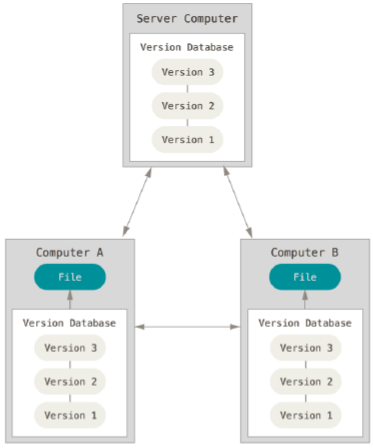 Server Computer
Version Database
Version 3
Version 2
Version 1
Computer A
File
Version Database
Version 3
Version 2
Version 1
Computer B
File
Version Database
Version 3
Version 2
Version 1